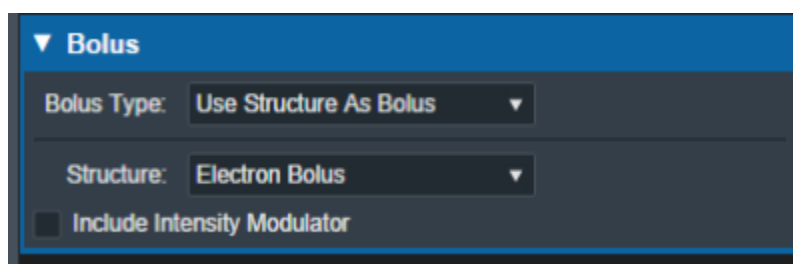 Bolus
Bolus Type: Use Structure As Bolus
Structure: Electron Bolus
Include Intensity Modulator